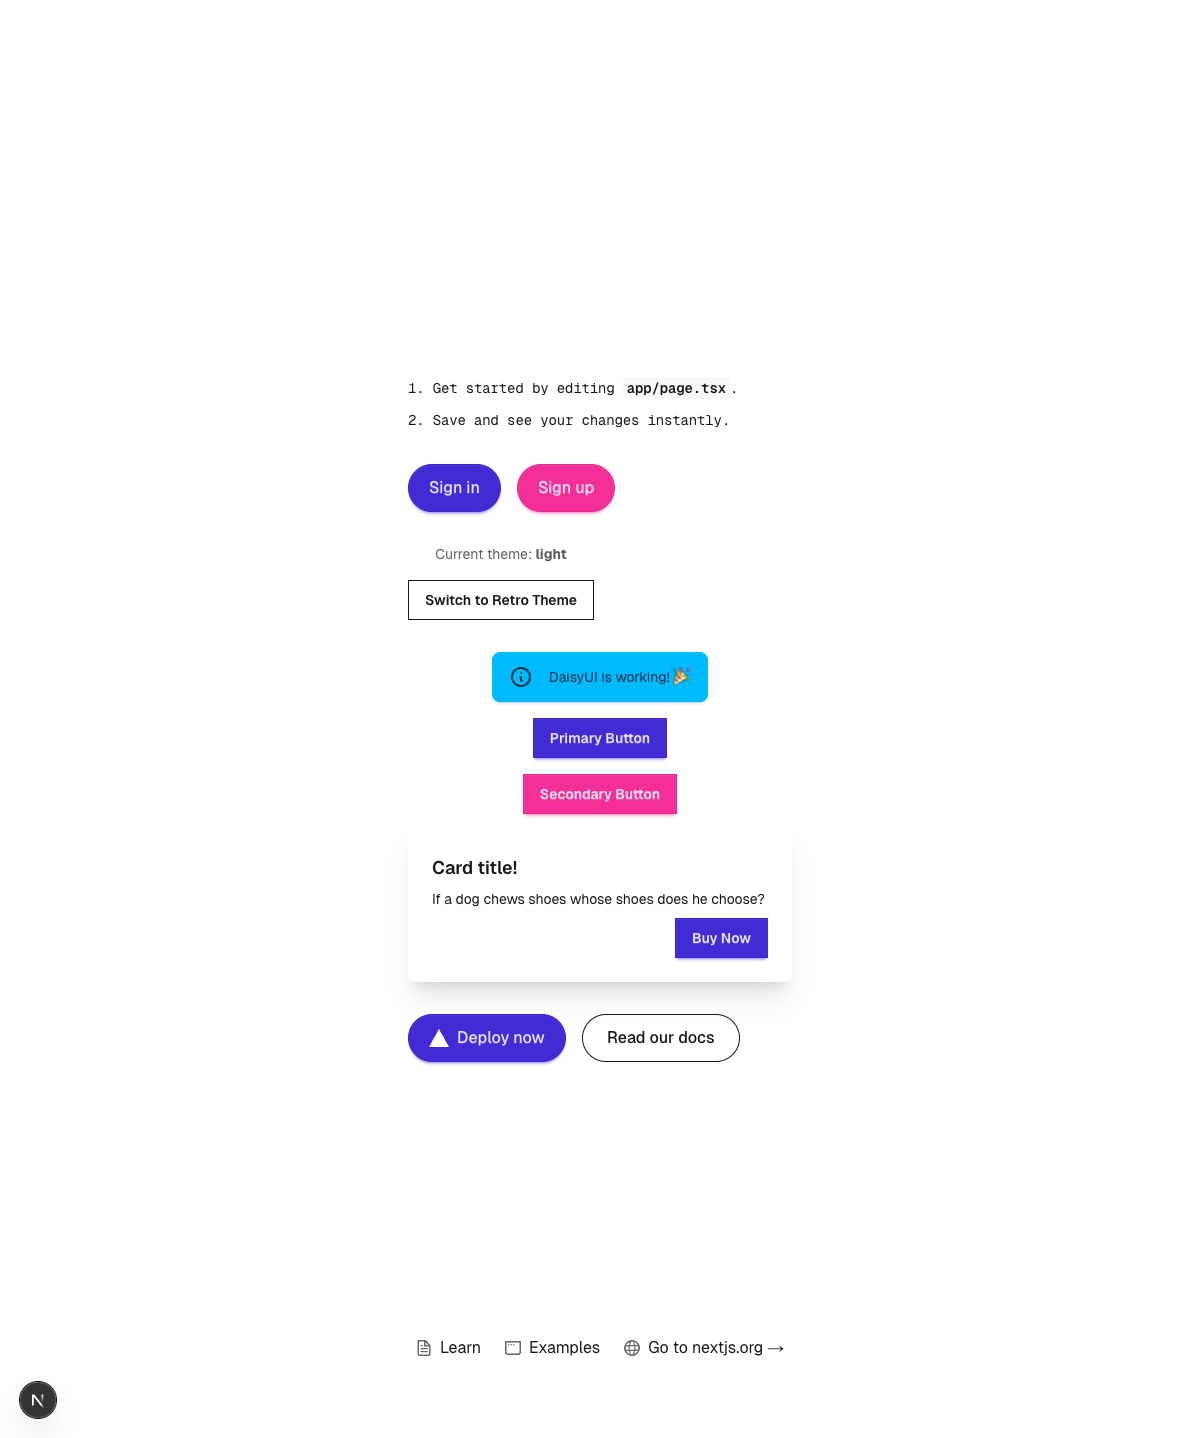 1. Get started by editing app/page.tsx.
2. Save and see your changes instantly.
Sign in Sign up
Current theme: light
Switch to Retro Theme
DaisyUI is working! 🎉
Primary Button
Secondary Button
Card title!
If a dog chews shoes whose shoes does he choose?
Buy Now
Deploy now Read our docs
Learn Examples Go to nextjs.org →
N